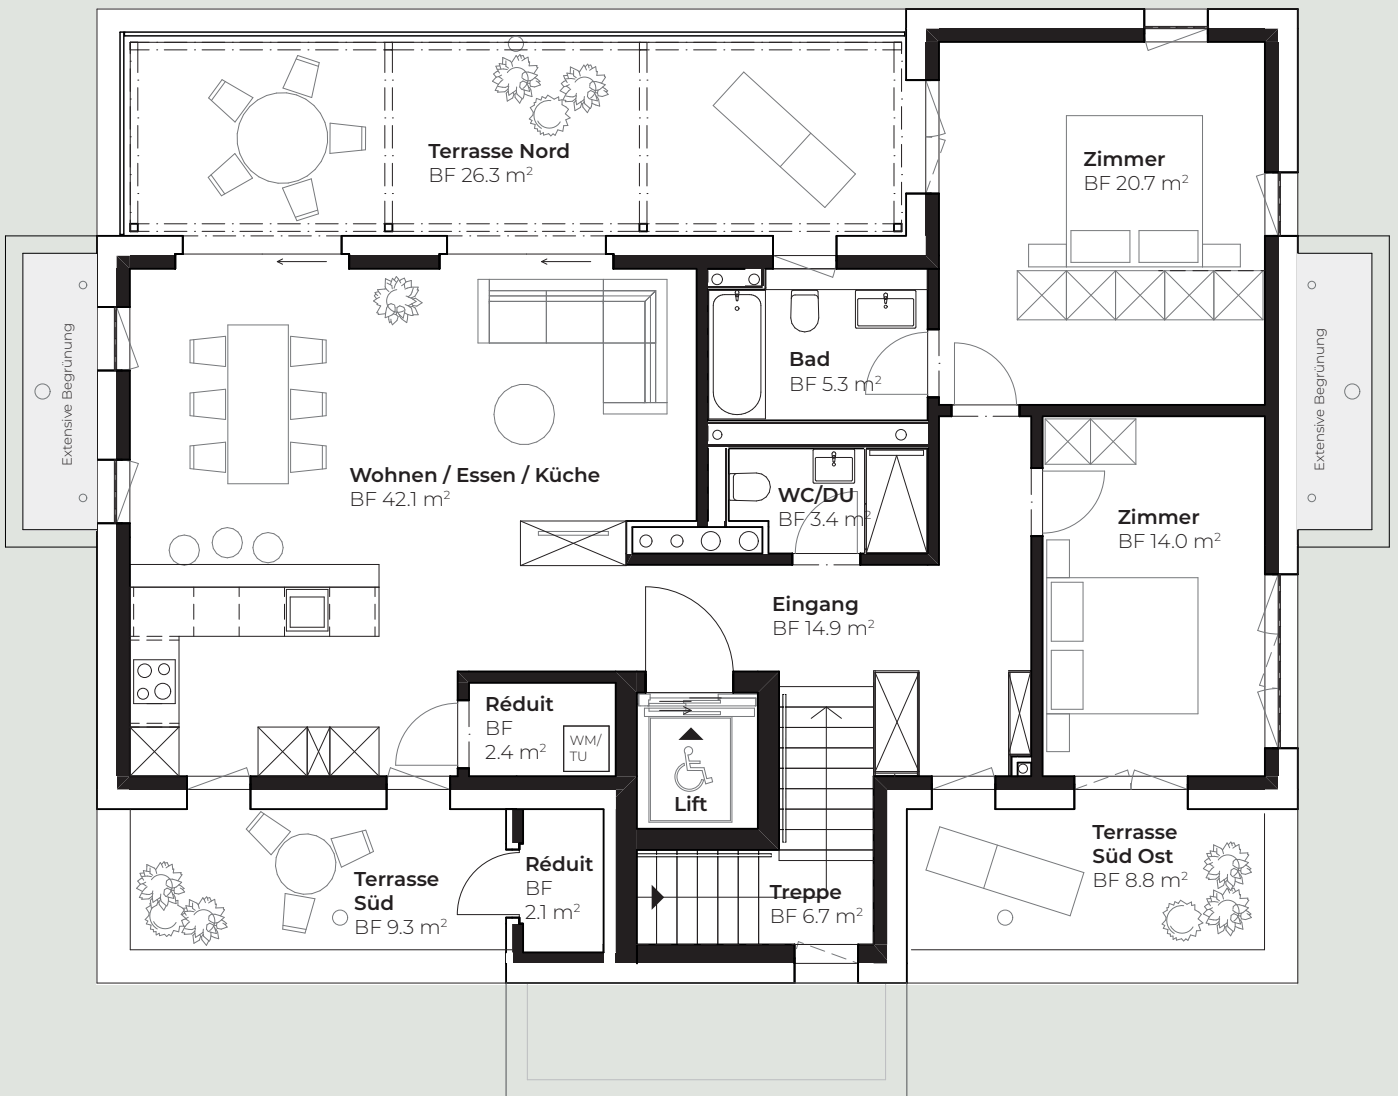 Terrasse Nord
BF 26.3 m²
Zimmer
BF 20.7 m²
Extensive Begrünung
Bad
BF 5.3 m²
Extensive Begrünung
Wohnen / Essen / Küche
BF 42.1 m²
WC/DU
BF 3.4 m²
Zimmer
BF 14.0 m²
Eingang
BF 14.9 m²
Réduit
BF
2.4 m²
WM/
TU
Lift
Terrasse
Süd
BF 9.3 m²
Réduit
BF
2.1 m²
Treppe
BF 6.7 m²
Terrasse
Süd Ost
BF 8.8 m²